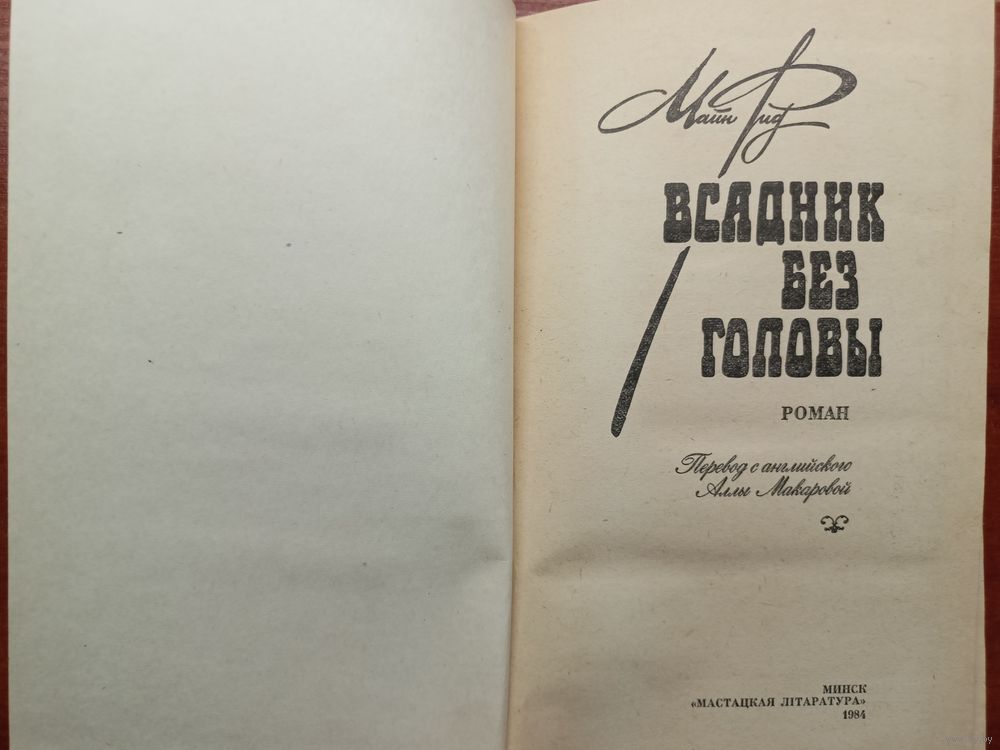 Майн Рид
ВСАДНИК
БЕЗ
ГОЛОВЫ
РОМАН
Перевод с английского
Аллы Макаровой
МИНСК
«МАСТАЦКАЯ ЛІТАРАТУРА»
1984